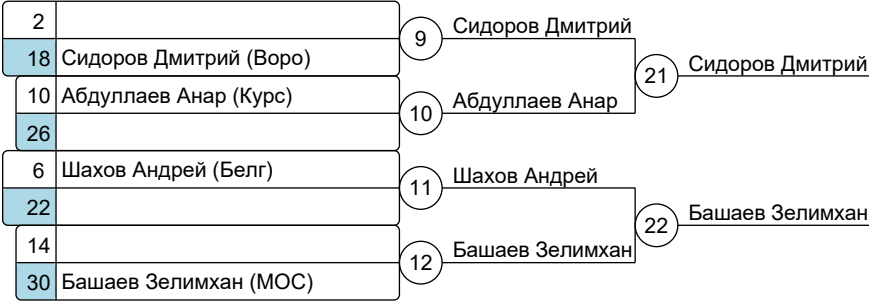 2
18 Сидоров Дмитрий (Воро)
9 Сидоров Дмитрий
21 Сидоров Дмитрий
10 Абдуллаев Анар (Курс)
26
10 Абдуллаев Анар
6 Шахов Андрей (Белг)
22
11 Шахов Андрей
22 Башаев Зелимхан
14
30 Башаев Зелимхан (МОС)
12 Башаев Зелимхан